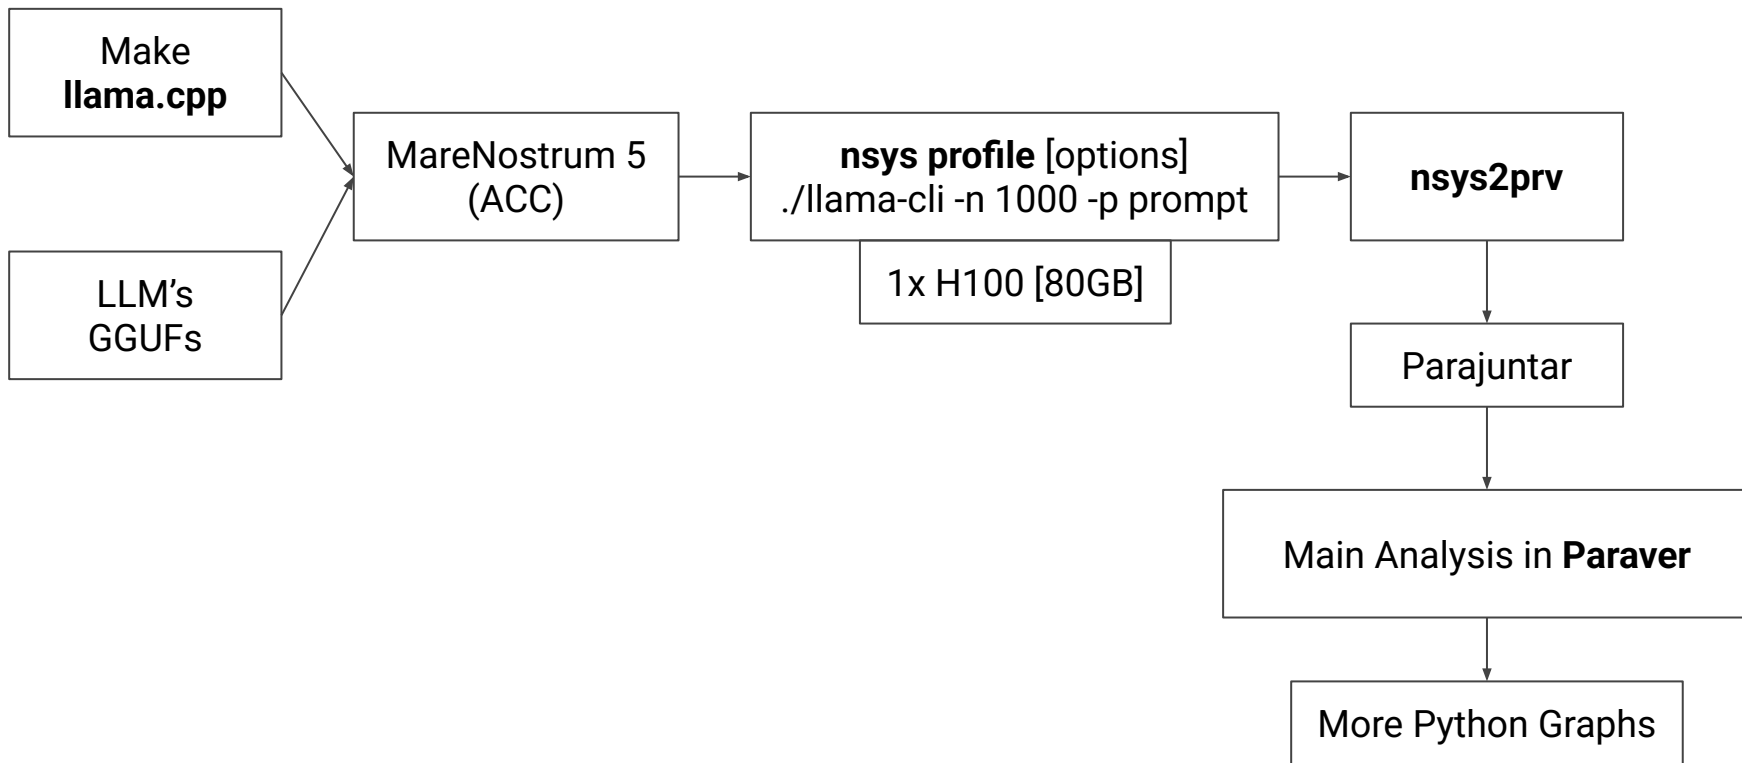 Make
llama.cpp
LLM’s
GGUFs
MareNostrum 5
(ACC)
nsys profile [options]
./llama-cli -n 1000 -p prompt
1x H100 [80GB]
nsys2prv
Parajuntar
Main Analysis in Paraver
More Python Graphs